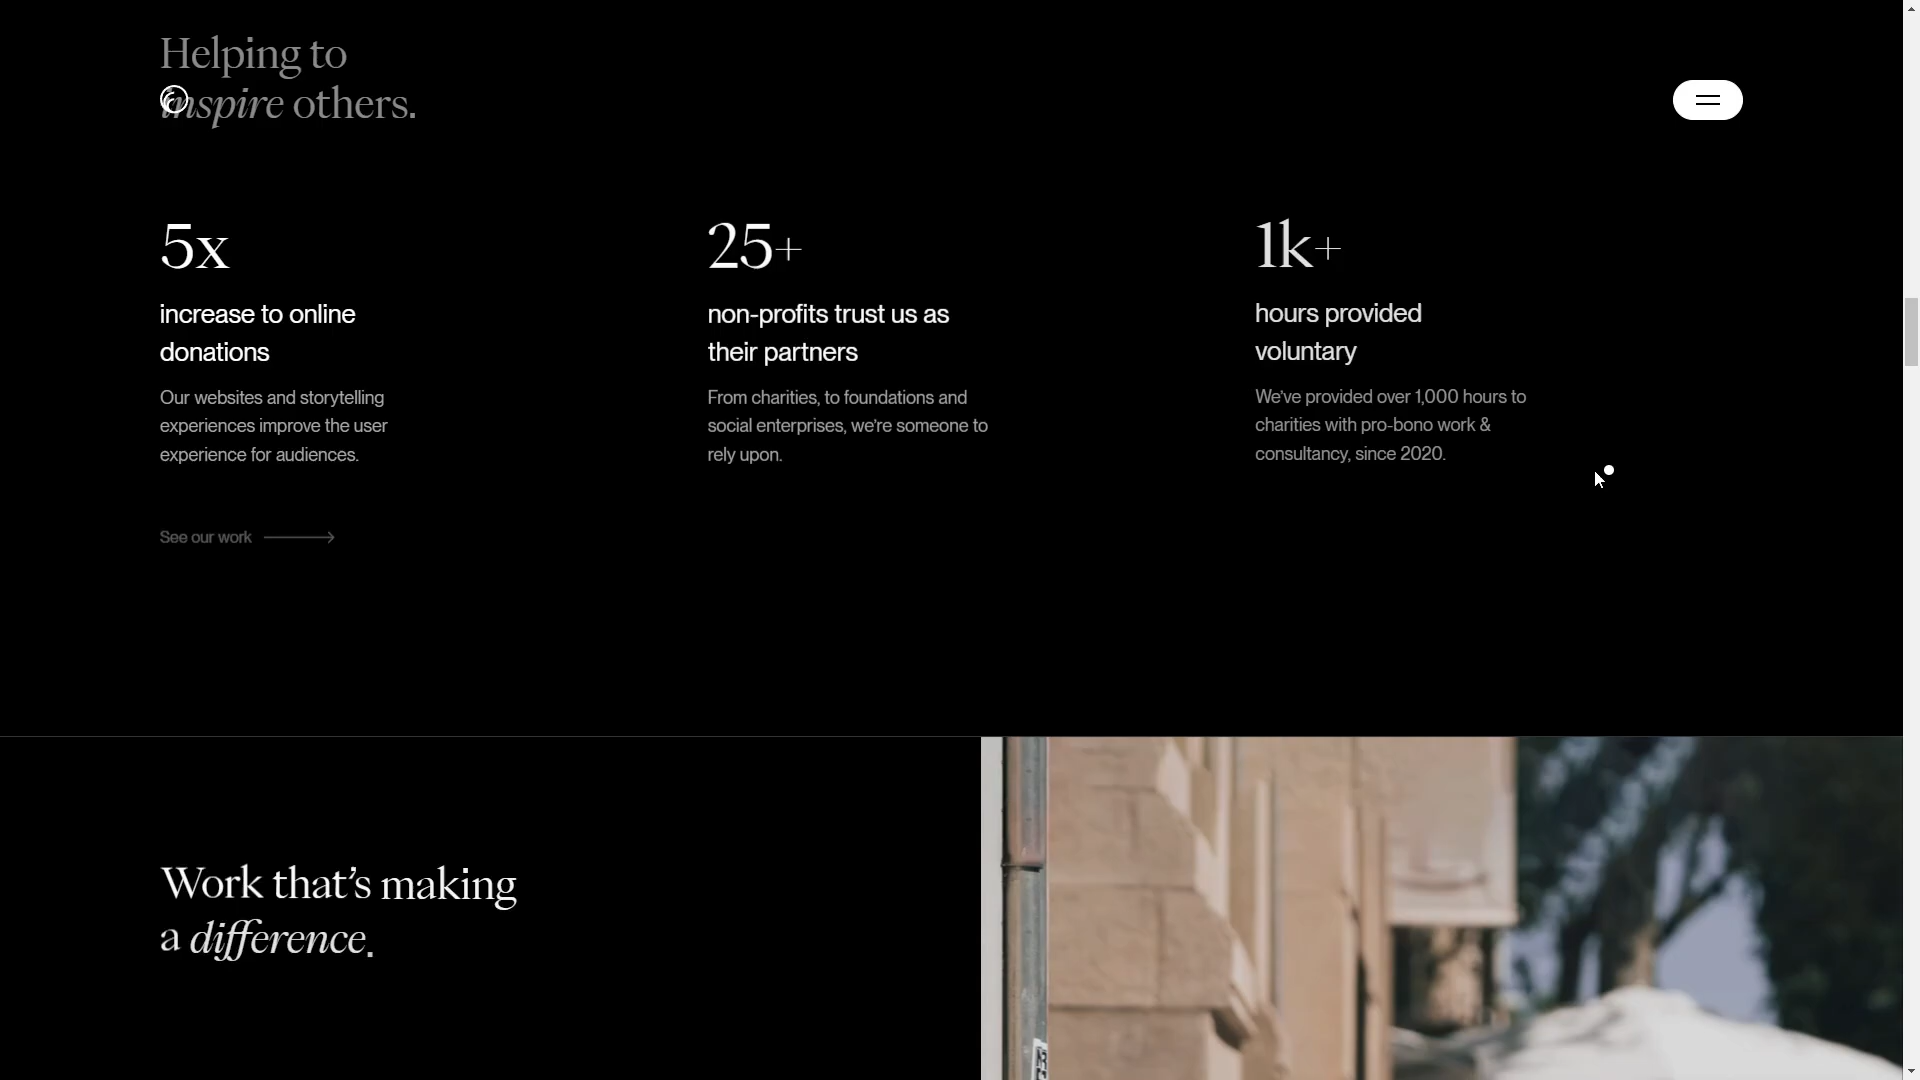 Helping to
inspire others.
5x
increase to online
donations
Our websites and storytelling
experiences improve the user
experience for audiences.
See our work
25+
non-profits trust us as
their partners
From charities, to foundations and
social enterprises, we're someone to
rely upon.
1k+
hours provided
voluntary
We've provided over 1,000 hours to
charities with pro-bono work &
consultancy, since 2020.
Work that's making
a difference.